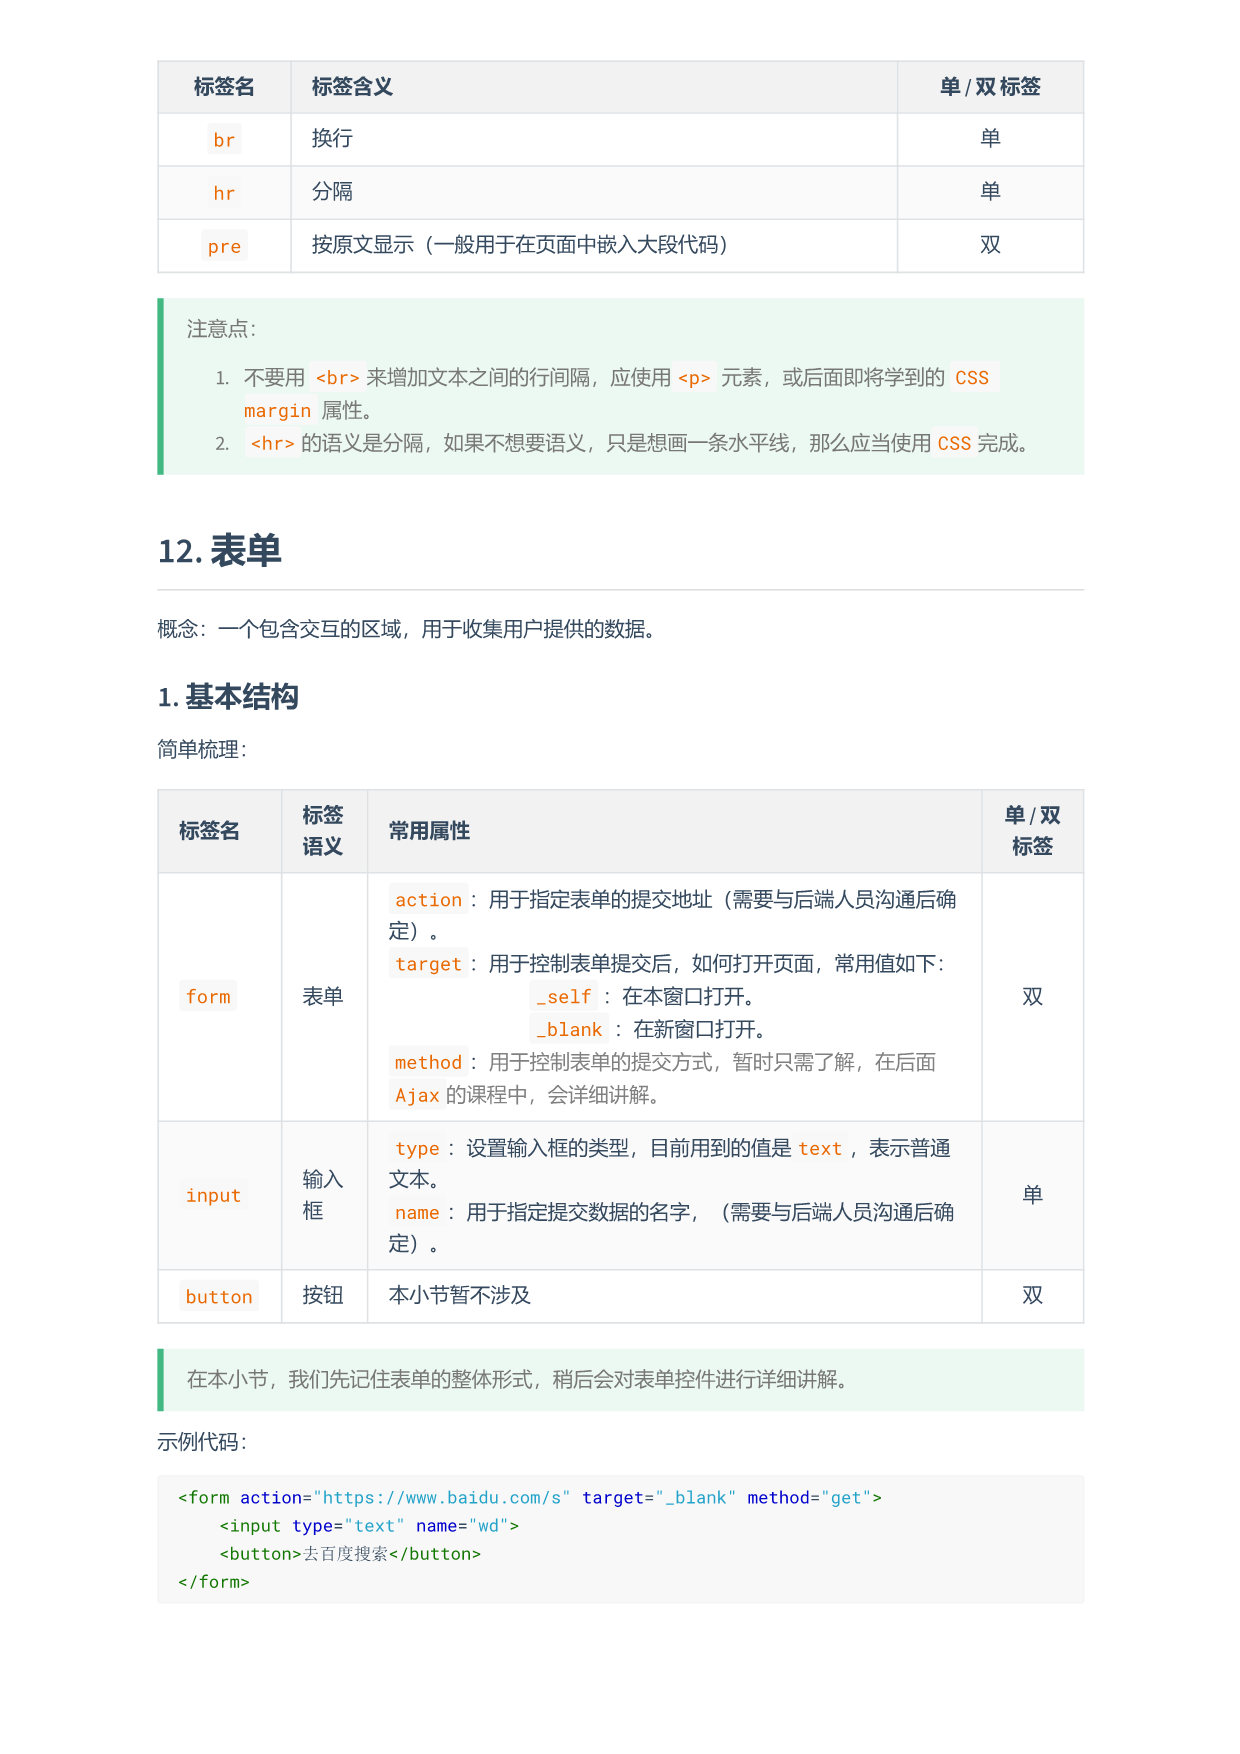 标签名 标签含义 单 / 双 标签
br 换行 单
hr 分隔 单
pre 按原文显示（一般用于在页面中嵌入大段代码） 双
注意点：
1. 不要用 <br> 来增加文本之间的行间隔，应使用 <p> 元素，或后面即将学到的 CSS
margin 属性。
2. <hr> 的语义是分隔，如果不想要语义，只是想画一条水平线，那么应当使用 CSS 完成。
12. 表单
概念：一个包含交互的区域，用于收集用户提供的数据。
1. 基本结构
简单梳理：
标签名 标签语义 常用属性 单 / 双标签
form 表单 双
action ：用于指定表单的提交地址（需要与后端人员沟通后确
定）。
target ：用于控制表单提交后，如何打开页面，常用值如下：
_self ：在本窗口打开。
_blank ：在新窗口打开。
method ：用于控制表单的提交方式，暂时只需了解，在后面
Ajax 的课程中，会详细讲解。
input 输入框 单
type ：设置输入框的类型，目前用到的值是 text ，表示普通
文本。
name ：用于指定提交数据的名字，（需要与后端人员沟通后确
定）。
button 按钮 本小节暂不涉及 双
在本小节，我们先记住表单的整体形式，稍后会对表单控件进行详细讲解。
示例代码：
<form action="https://www.baidu.com/s" target="_blank" method="get">
<input type="text" name="wd">
<button>去百度搜索</button>
</form>